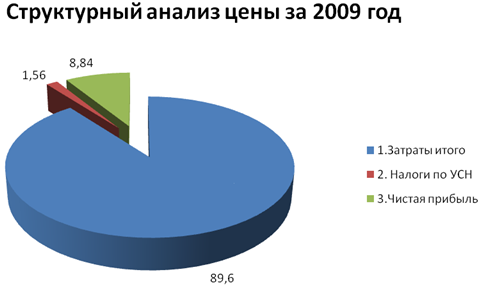 Структурный анализ цены за 2009 год
8,84
1,56
1.Затраты итого
2. Налоги по УСН
3.Чистая прибыль
89,6